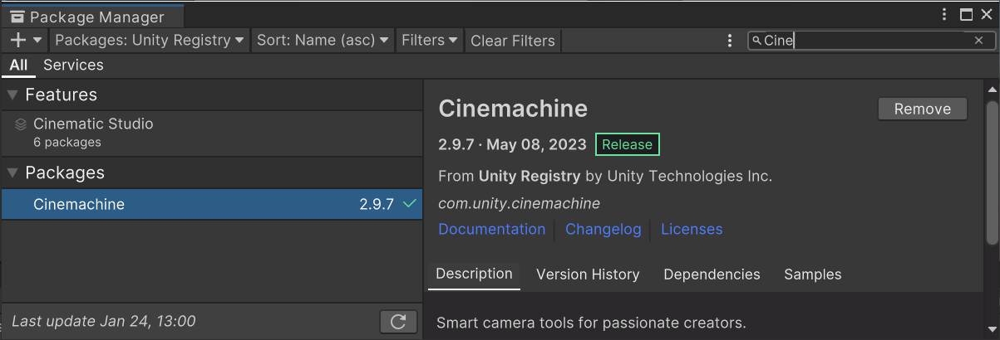 Package Manager
Packages: Unity Registry Sort: Name (asc) Filters Clear Filters Cine
All Services
Features
Cinematic Studio
6 packages
Packages
Cinemachine 2.9.7
Last update Jan 24, 13:00
Cinemachine Remove
2.9.7 · May 08, 2023 Release
From Unity Registry by Unity Technologies Inc.
com.unity.cinemachine
Documentation Changelog Licenses
Description Version History Dependencies Samples
Smart camera tools for passionate creators.